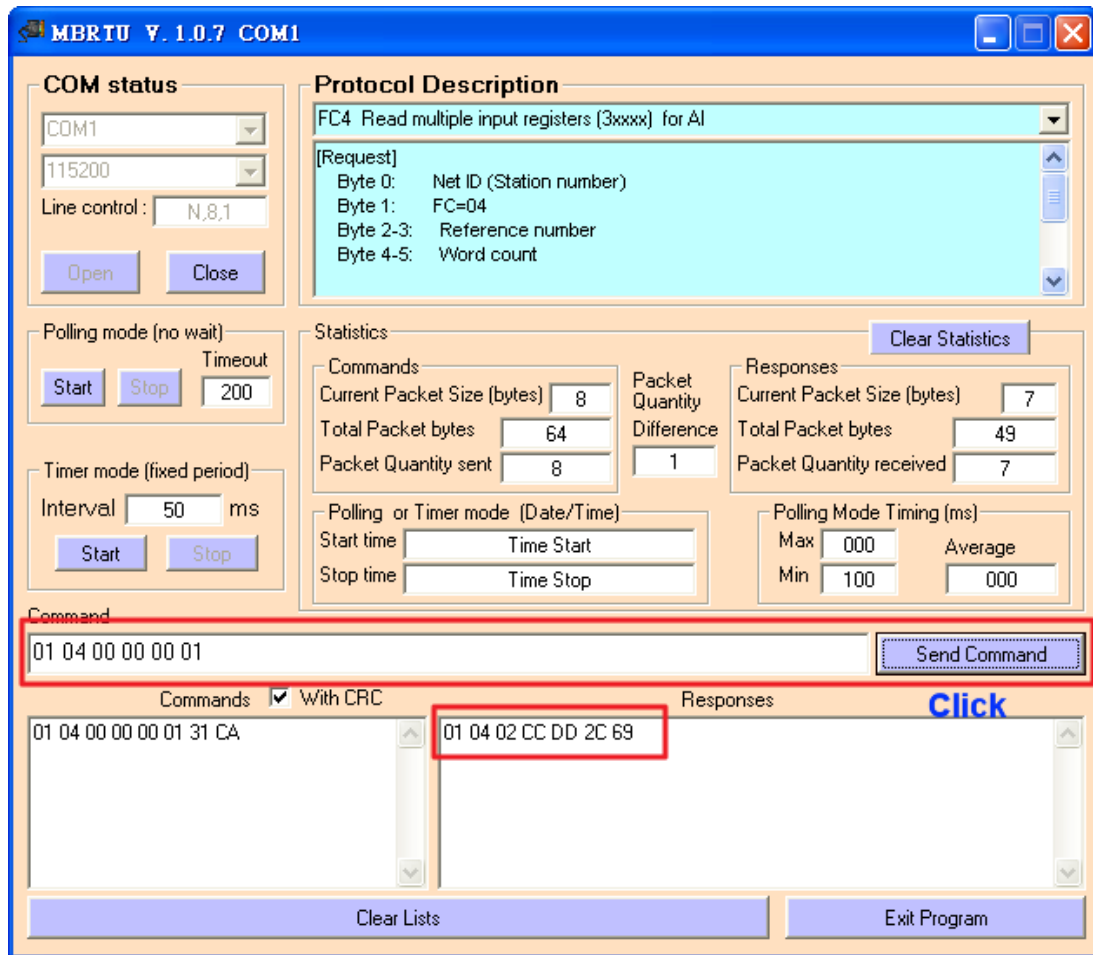 MBRTU V. 1.0.7 COM1
COM status
COM1
115200
Line control : N,8,1
Open Close
Protocol Description
FC4 Read multiple input registers (3xxxx) for AI
[Request]
Byte 0: Net ID (Station number)
Byte 1: FC=04
Byte 2-3: Reference number
Byte 4-5: Word count
Polling mode (no wait)
Timeout
Start Stop 200
Timer mode (fixed period)
Interval 50 ms
Start Stop
Statistics
Clear Statistics
Commands
Current Packet Size (bytes) 8
Total Packet bytes 64
Packet Quantity sent 8
Packet
Quantity
Difference
1
Responses
Current Packet Size (bytes) 7
Total Packet bytes 49
Packet Quantity received 7
Polling or Timer mode (Date/Time)
Start time Time Start
Stop time Time Stop
Polling Mode Timing (ms)
Max 000 Average
Min 100 000
Command
01 04 00 00 00 01 Send Command
Click
Commands With CRC Responses
01 04 00 00 00 01 31 CA
01 04 02 CC DD 2C 69
Clear Lists Exit Program